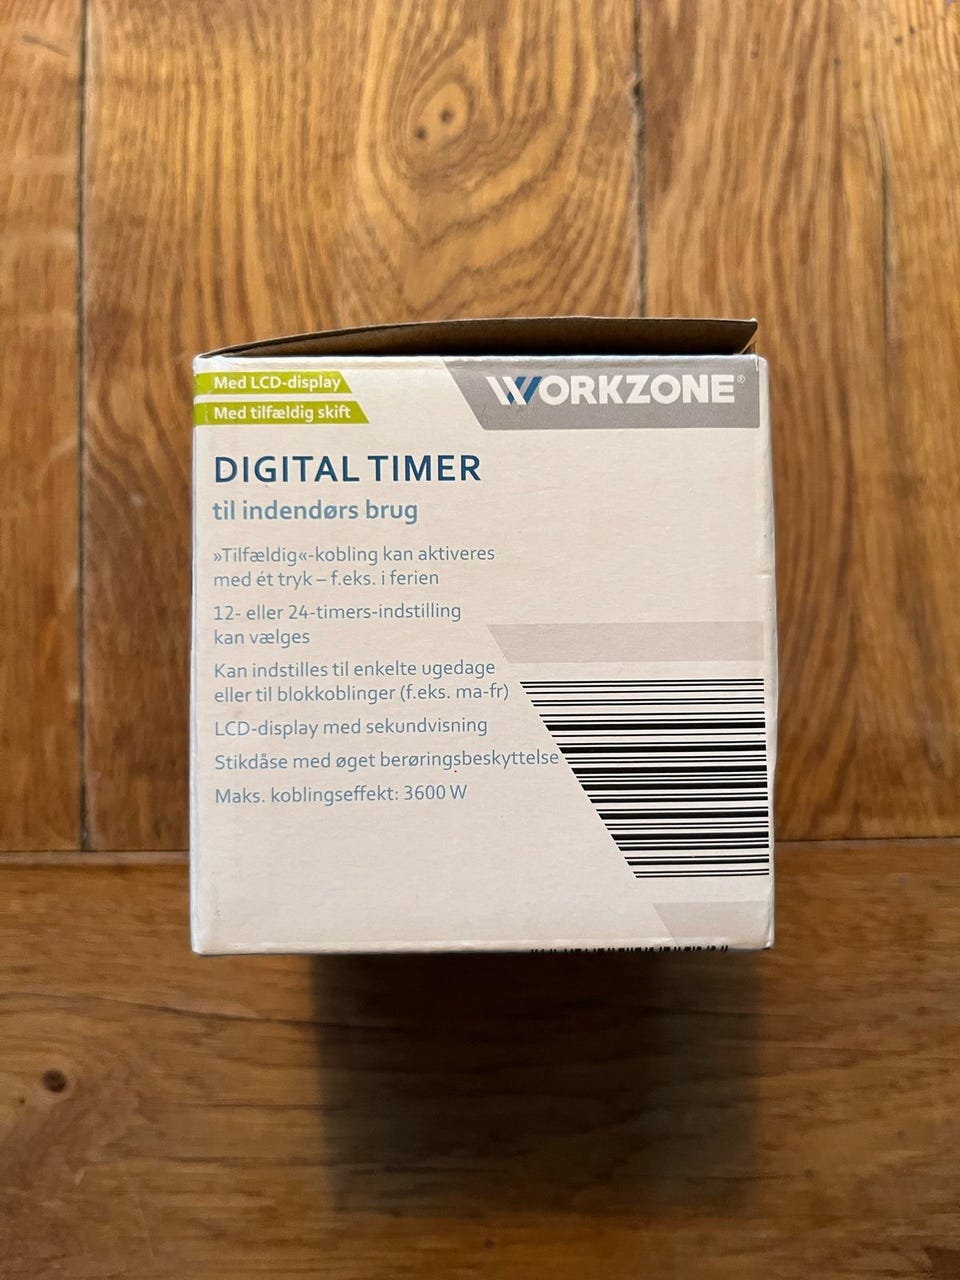 Med LCD-display
Med tilfældig skift
WORKZONE®
DIGITAL TIMER
til indendørs brug
»Tilfældig«-kobling kan aktiveres
med ét tryk – f.eks. i ferien
12- eller 24-timers-indstilling
kan vælges
Kan indstilles til enkelte ugedage
eller til blokkoblinger (f.eks. ma-fr)
LCD-display med sekundvisning
Stikdåse med øget berøringsbeskyttelse
Maks. koblingseffekt: 3600 W